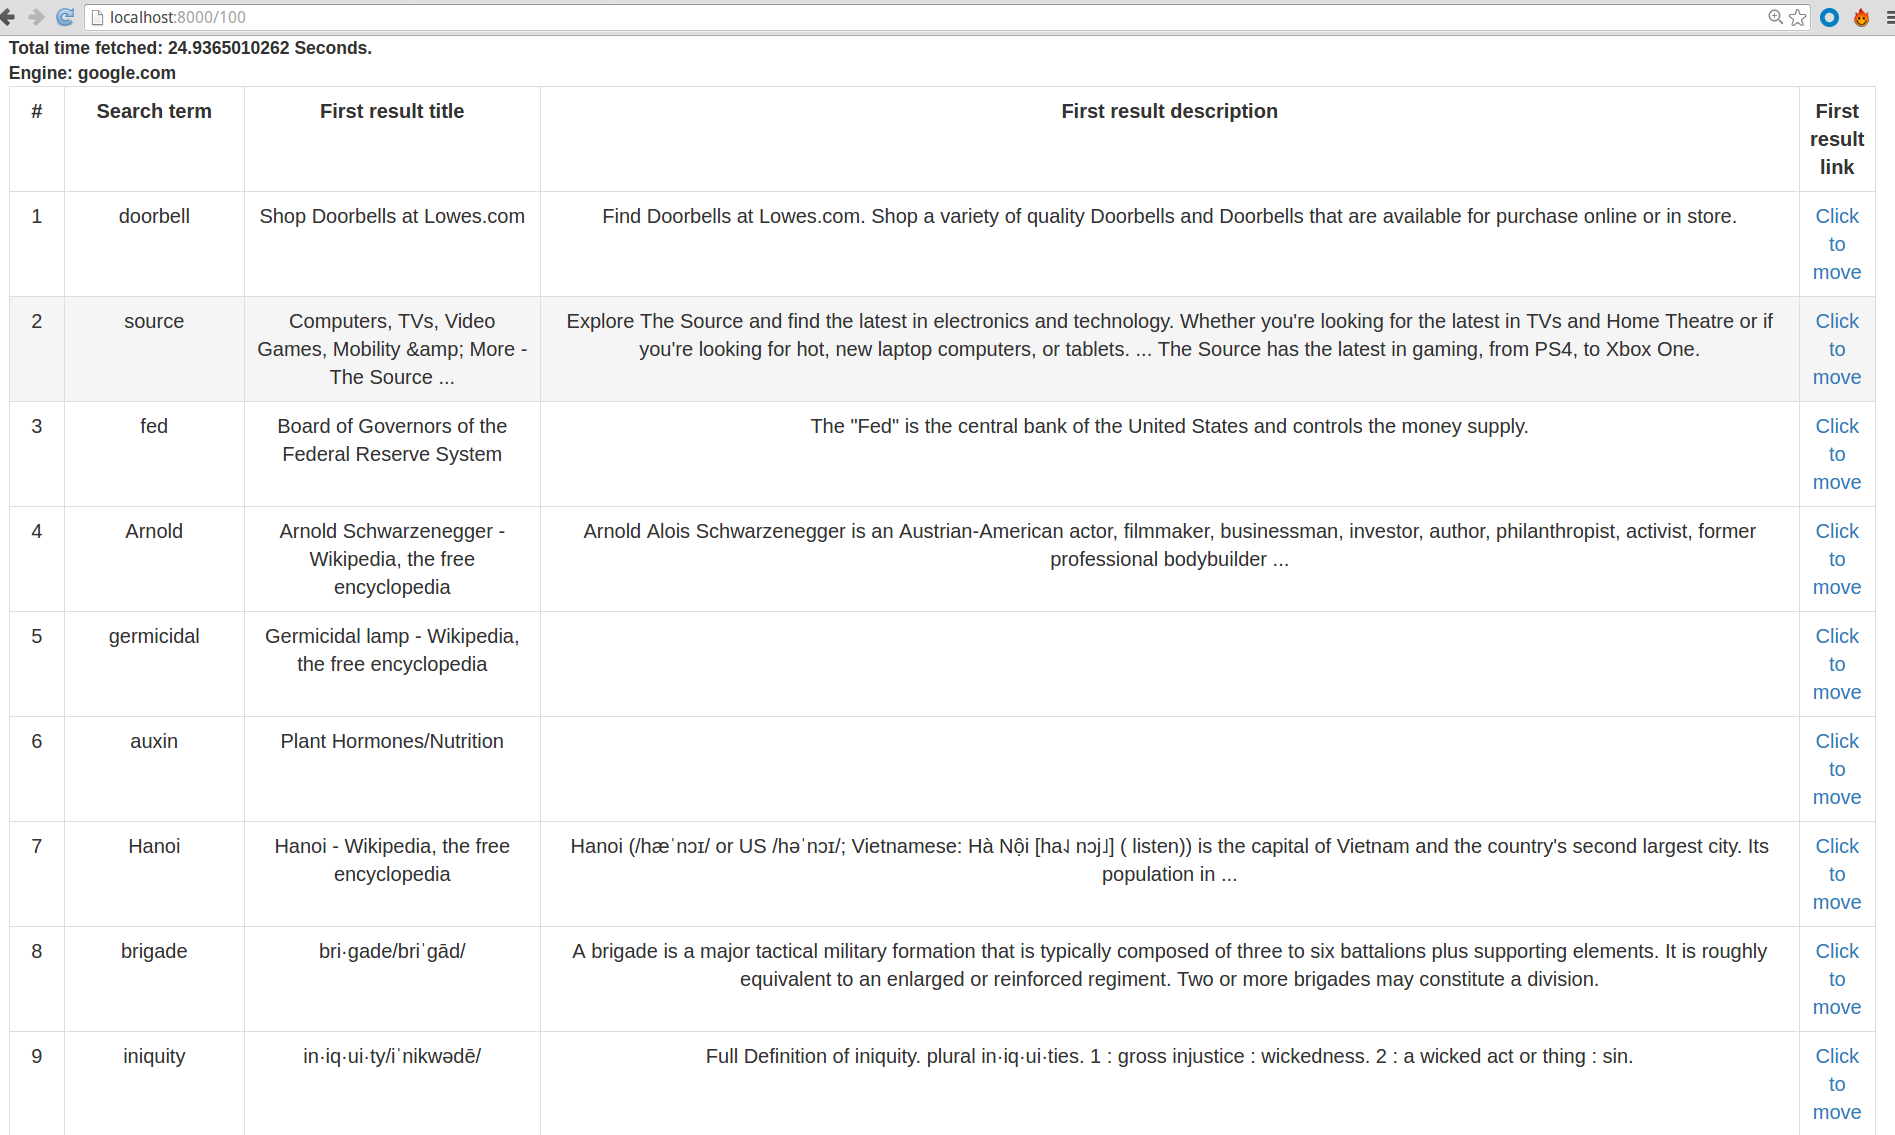 localhost:8000/100
Total time fetched: 24.9365010262 Seconds.
Engine: google.com
# Search term First result title First result description First
result
link
1 doorbell Shop Doorbells at Lowes.com Find Doorbells at Lowes.com. Shop a variety of quality Doorbells and Doorbells that are available for purchase online or in store. Click
to
move
2 source Computers, TVs, Video Explore The Source and find the latest in electronics and technology. Whether you're looking for the latest in TVs and Home Theatre or if Click
Games, Mobility &amp; More - you're looking for hot, new laptop computers, or tablets. ... The Source has the latest in gaming, from PS4, to Xbox One. to
The Source ... move
3 fed Board of Governors of the The "Fed" is the central bank of the United States and controls the money supply. Click
Federal Reserve System to
move
4 Arnold Arnold Schwarzenegger - Arnold Alois Schwarzenegger is an Austrian-American actor, filmmaker, businessman, investor, author, philanthropist, activist, former Click
Wikipedia, the free professional bodybuilder ... to
encyclopedia move
5 germicidal Germicidal lamp - Wikipedia, Click
the free encyclopedia to
move
6 auxin Plant Hormones/Nutrition Click
to
move
7 Hanoi Hanoi - Wikipedia, the free Hanoi (/hæˈnɔɪ/ or US /həˈnɔɪ/; Vietnamese: Hà Nội [ha˨˩ nɔj˩] ( listen)) is the capital of Vietnam and the country's second largest city. Its Click
encyclopedia population in ... to
move
8 brigade bri·gade/briˈgād/ A brigade is a major tactical military formation that is typically composed of three to six battalions plus supporting elements. It is roughly Click
equivalent to an enlarged or reinforced regiment. Two or more brigades may constitute a division. to
move
9 iniquity in·iq·ui·ty/iˈnikwədē/ Full Definition of iniquity. plural in·iq·ui·ties. 1 : gross injustice : wickedness. 2 : a wicked act or thing : sin. Click
to
move